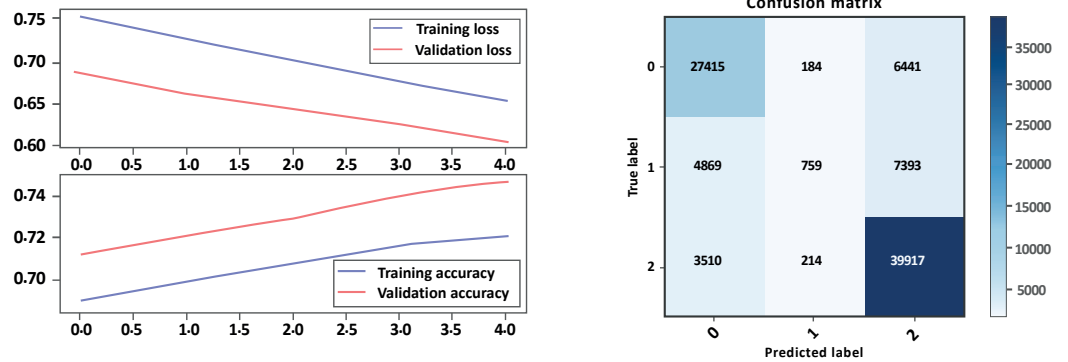 0.75
0.70
0.65
0.60
Training loss
Validation loss
0·0 0·5 1·0 1·5 2·0 2·5 3·0 3·5 4·0
0.74
0.72
0.70
Training accuracy
Validation accuracy
0·0 0·5 1·0 1·5 2·0 2·5 3·0 3·5 4·0
Confusion matrix
True label
0 27415 184 6441
1 4869 759 7393
2 3510 214 39917
0 1 2
Predicted label
35000
30000
25000
20000
15000
10000
5000